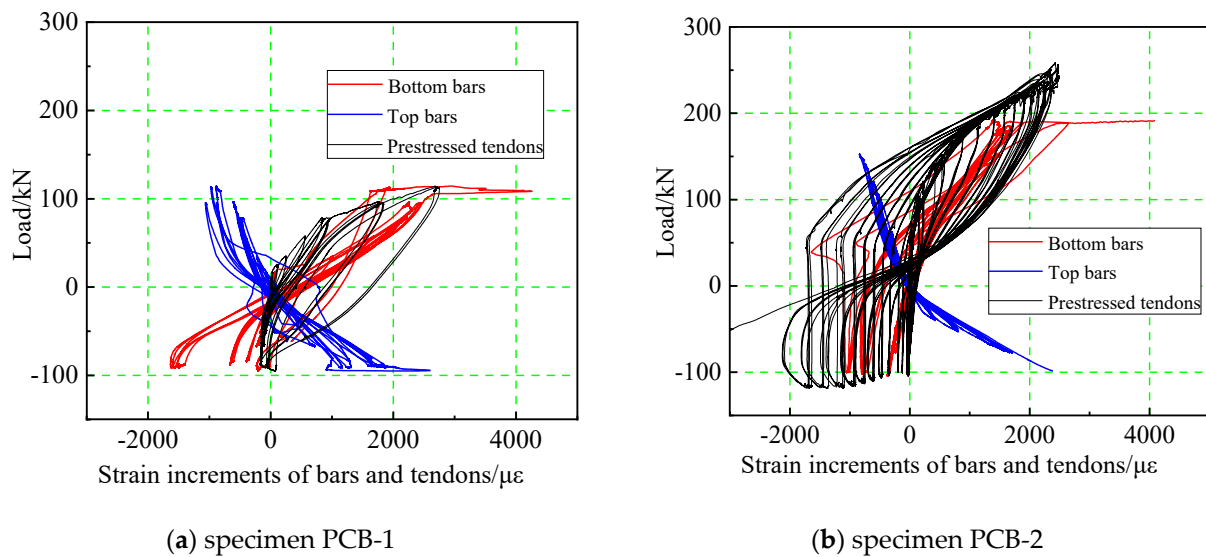 300
200
100
0
-100
Load/kN
Bottom bars
Top bars
Prestressed tendons
-2000 0 2000 4000
Strain increments of bars and tendons/με
(a) specimen PCB-1
300
200
100
0
-100
Load/kN
Bottom bars
Top bars
Prestressed tendons
-2000 0 2000 4000
Strain increments of bars and tendons/με
(b) specimen PCB-2